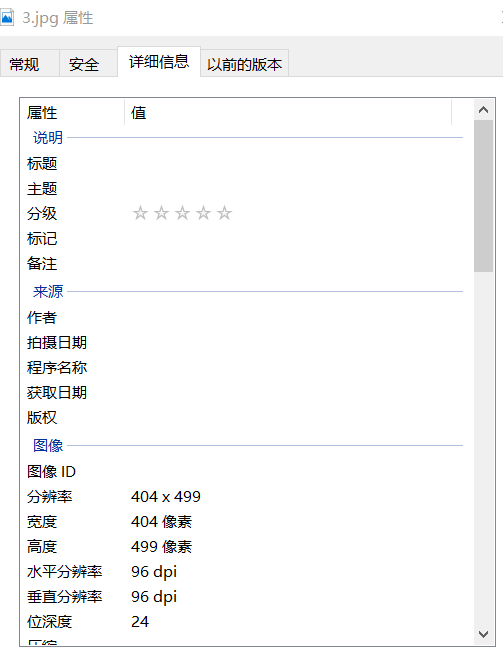 3.jpg 属性
常规 安全 详细信息 以前的版本
属性 值
说明
标题
主题
分级 ☆☆☆☆☆
标记
备注
来源
作者
拍摄日期
程序名称
获取日期
版权
图像
图像 ID
分辨率 404 x 499
宽度 404 像素
高度 499 像素
水平分辨率 96 dpi
垂直分辨率 96 dpi
位深度 24